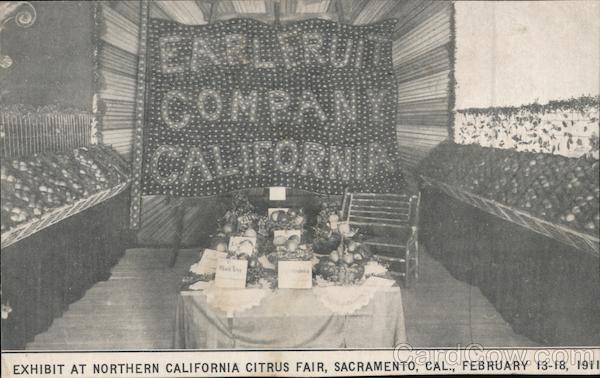 EARL FRUIT
COMPANY
CALIFORNIA
EXHIBIT AT NORTHERN CALIFORNIA CITRUS FAIR, SACRAMENTO, CAL., FEBRUARY 13-18, 1911
CardCow.com